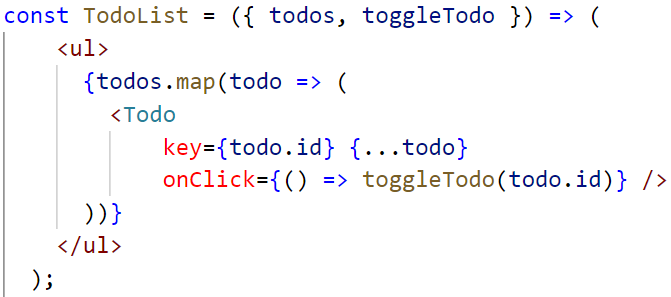 const TodoList = ({ todos, toggleTodo }) => (
<ul>
{todos.map(todo => (
<Todo
key={todo.id} {...todo}
onClick={() => toggleTodo(todo.id)} />
))}
</ul>
);